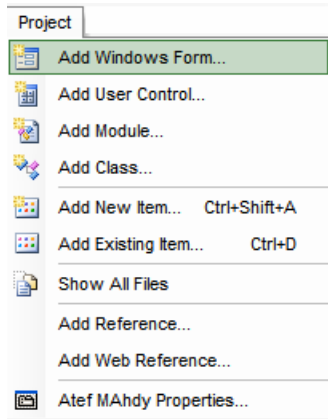 Project
Add Windows Form...
Add User Control...
Add Module...
Add Class...
Add New Item... Ctrl+Shift+A
Add Existing Item... Ctrl+D
Show All Files
Add Reference...
Add Web Reference...
Atef MAhdy Properties...